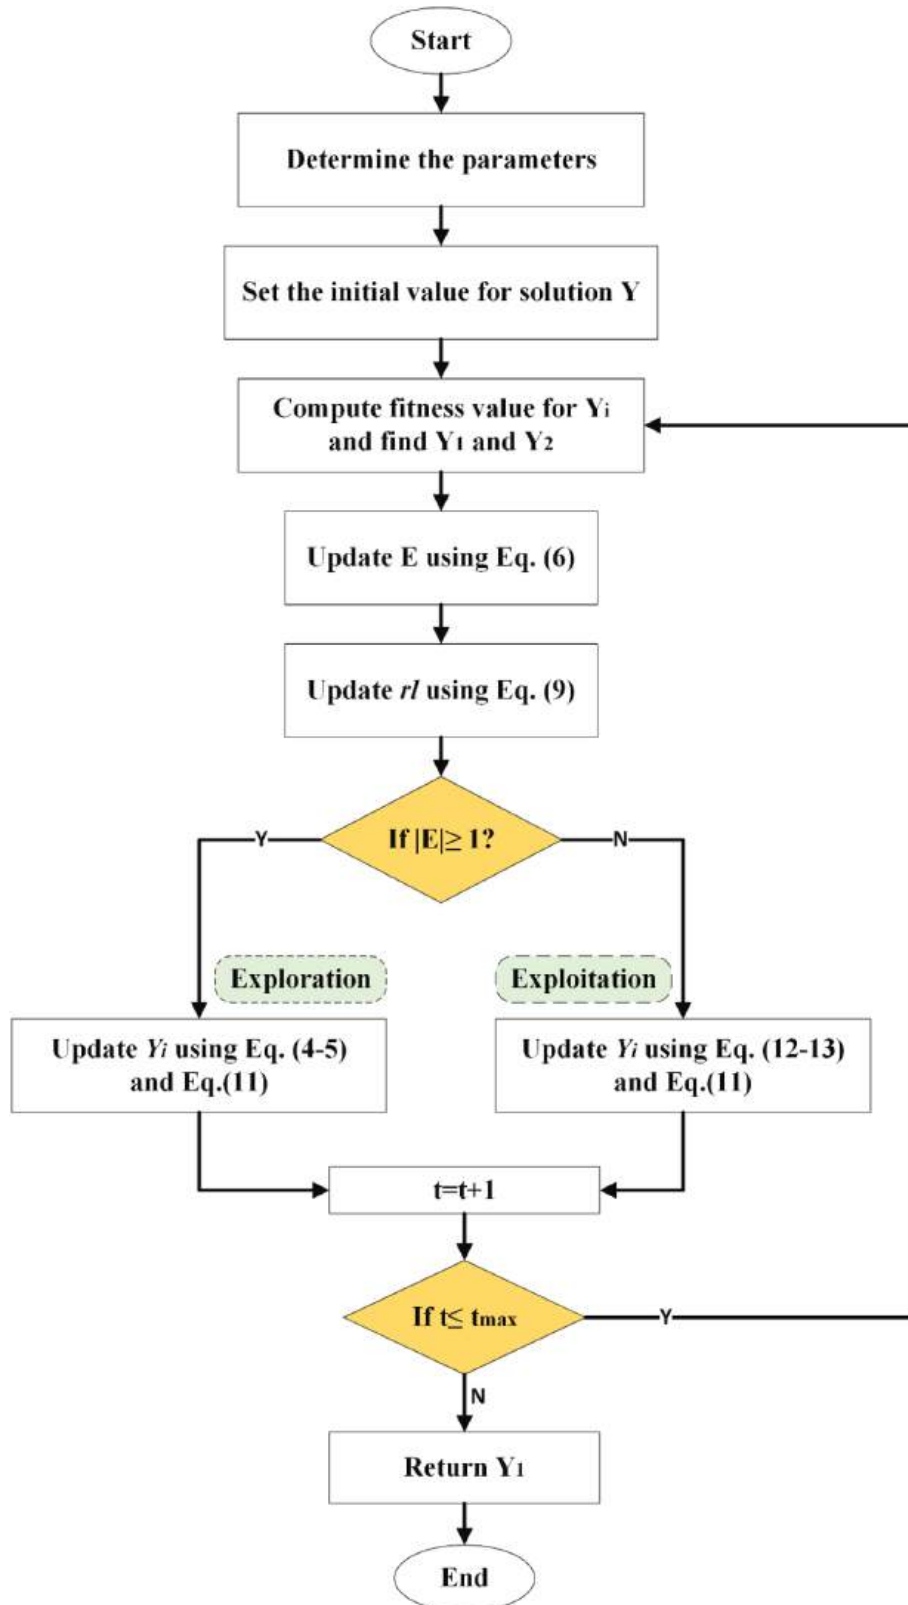 Start
Determine the parameters
Set the initial value for solution Y
Compute fitness value for Yi
and find Y1 and Y2
Update E using Eq. (6)
Update rl using Eq. (9)
If |E|≥ 1?
Y
N
Exploration
Exploitation
Update Yi using Eq. (4-5)
and Eq.(11)
Update Yi using Eq. (12-13)
and Eq.(11)
t=t+1
If t≤ tmax
Y
N
Return Y1
End